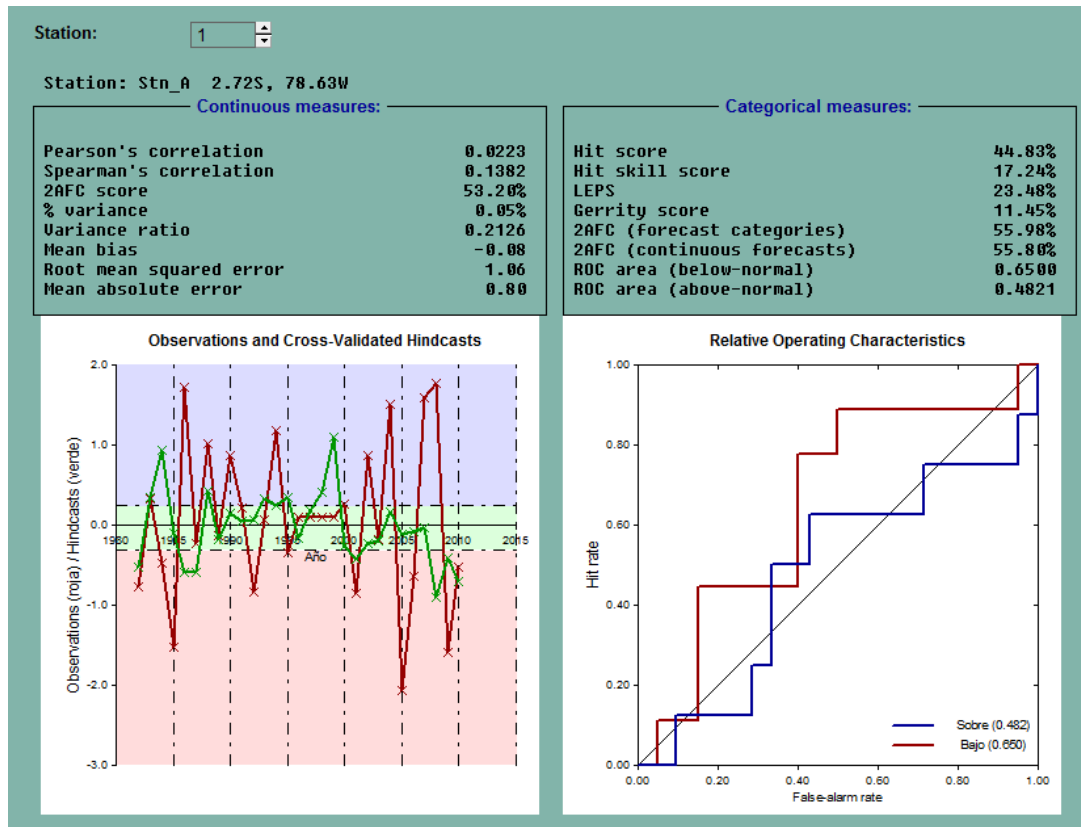 Station: 1
Station: Stn_A 2.72S, 78.63W
Continuous measures:
Pearson's correlation 0.0223
Spearman's correlation 0.1382
2AFC score 53.20%
% variance 0.05%
Variance ratio 0.2126
Mean bias -0.08
Root mean squared error 1.06
Mean absolute error 0.80
Categorical measures:
Hit score 44.83%
Hit skill score 17.24%
LEPS 23.48%
Gerrity score 11.45%
2AFC (forecast categories) 55.98%
2AFC (continuous forecasts) 55.80%
ROC area (below-normal) 0.6500
ROC area (above-normal) 0.4821
Observations and Cross-Validated Hindcasts
Observations (roja) / Hindcasts (verde)
2.0
1.0
0.0
-1.0
-2.0
-3.0
1980 1985 1990 1995 2000 2005 2010 2015
Año
Relative Operating Characteristics
Hit rate
1.00
0.80
0.60
0.40
0.20
0.00
Sobre (0.482)
Bajo (0.650)
0.00 0.20 0.40 0.60 0.80 1.00
False-alarm rate